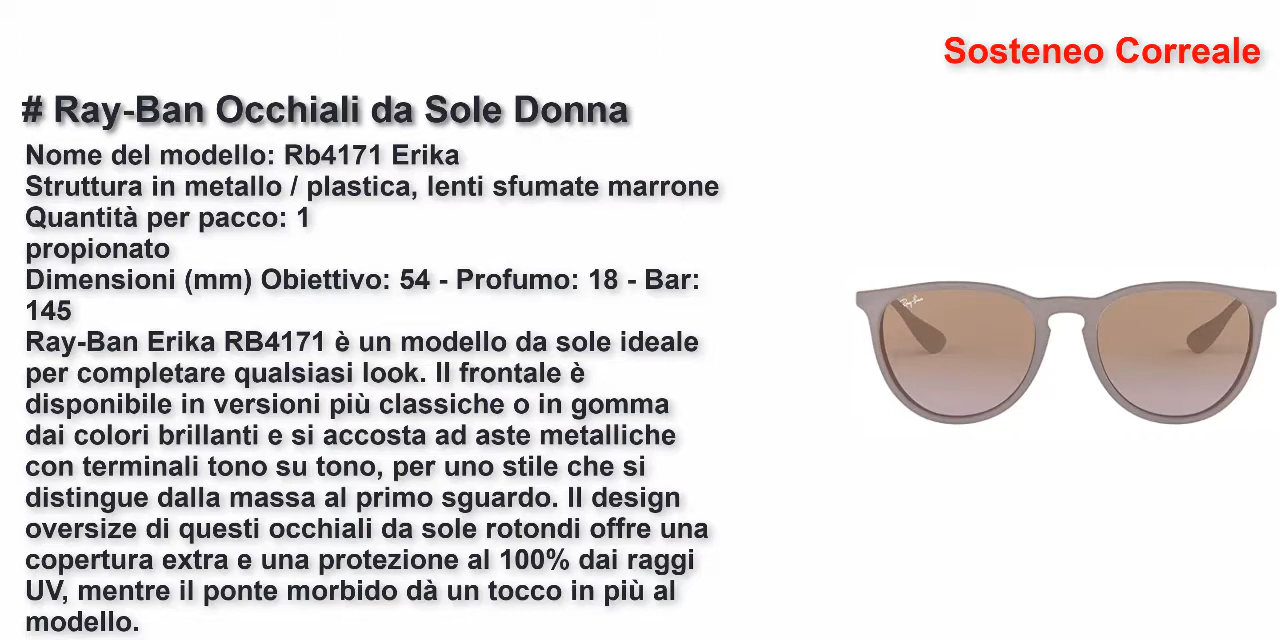 Sosteneo Correale
# Ray-Ban Occhiali da Sole Donna
Nome del modello: Rb4171 Erika
Struttura in metallo / plastica, lenti sfumate marrone
Quantità per pacco: 1
propionato
Dimensioni (mm) Obiettivo: 54 - Profumo: 18 - Bar:
145
Ray-Ban Erika RB4171 è un modello da sole ideale
per completare qualsiasi look. Il frontale è
disponibile in versioni più classiche o in gomma
dai colori brillanti e si accosta ad aste metalliche
con terminali tono su tono, per uno stile che si
distingue dalla massa al primo sguardo. Il design
oversize di questi occhiali da sole rotondi offre una
copertura extra e una protezione al 100% dai raggi
UV, mentre il ponte morbido dà un tocco in più al
modello.
Ray-Ban